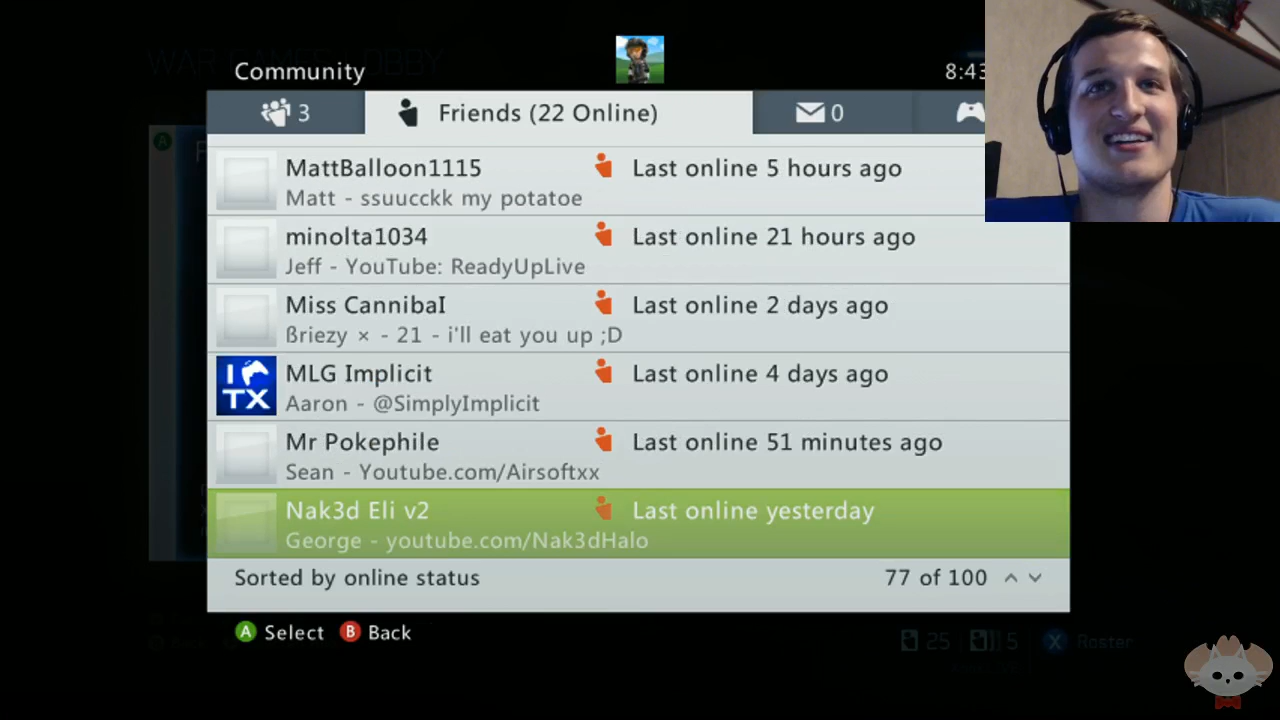 WAR GAMES LOBBY
Community
8:43
3
Friends (22 Online)
0
MattBalloon1115
Last online 5 hours ago
Matt - ssuucckk my potatoe
minolta1034
Last online 21 hours ago
Jeff - YouTube: ReadyUpLive
Miss CannibaI
Last online 2 days ago
ßriezy × - 21 - i'll eat you up ;D
I TX
MLG Implicit
Last online 4 days ago
Aaron - @SimplyImplicit
Mr Pokephile
Last online 51 minutes ago
Sean - Youtube.com/Airsoftxx
Nak3d Eli v2
Last online yesterday
George - youtube.com/Nak3dHalo
Sorted by online status
77 of 100
A Select B Back
25
5
X Roster